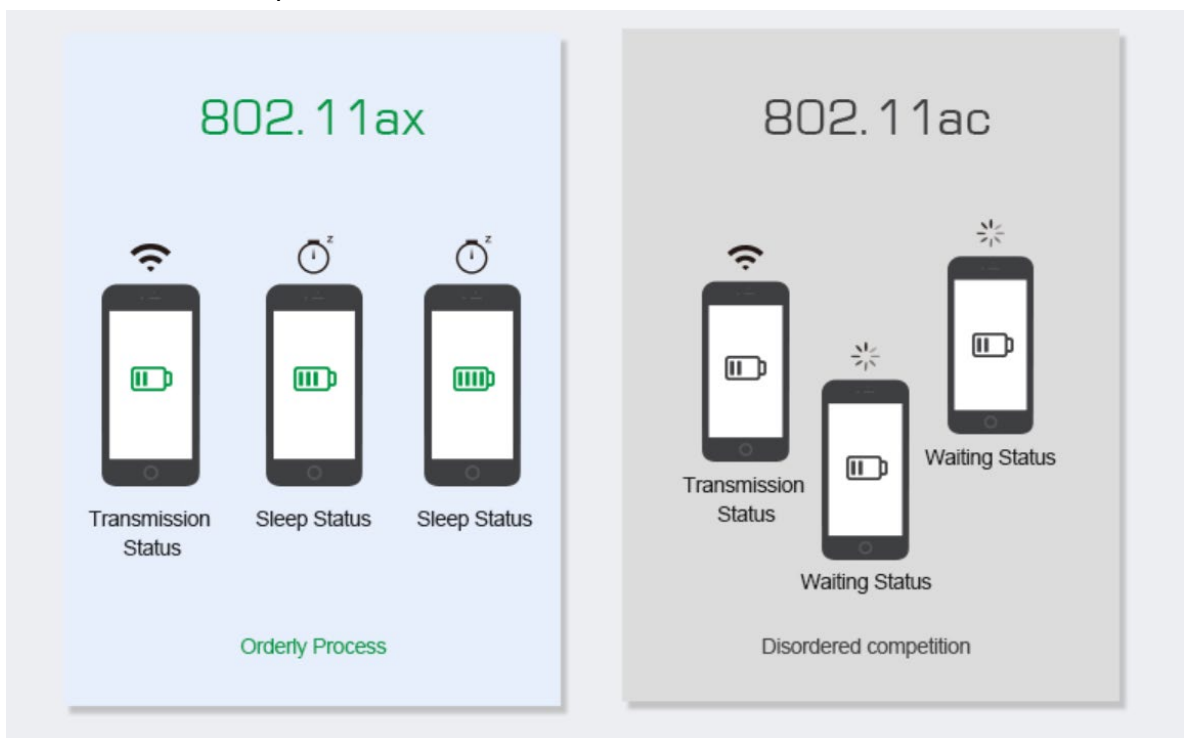 802.11ax
z
z
Transmission
Status
Sleep Status
Sleep Status
Orderly Process
802.11ac
Transmission
Status
Waiting Status
Waiting Status
Disordered competition